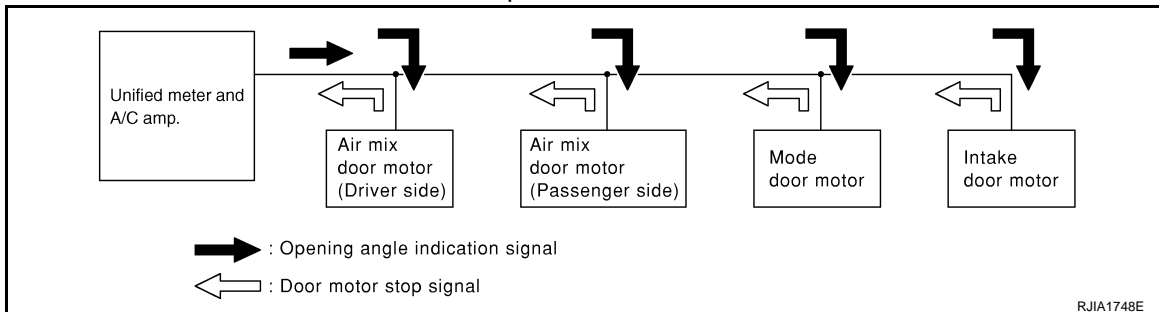 Unified meter and
A/C amp.
Air mix
door motor
(Driver side)
Air mix
door motor
(Passenger side)
Mode
door motor
Intake
door motor
: Opening angle indication signal
: Door motor stop signal
RJIA1748E